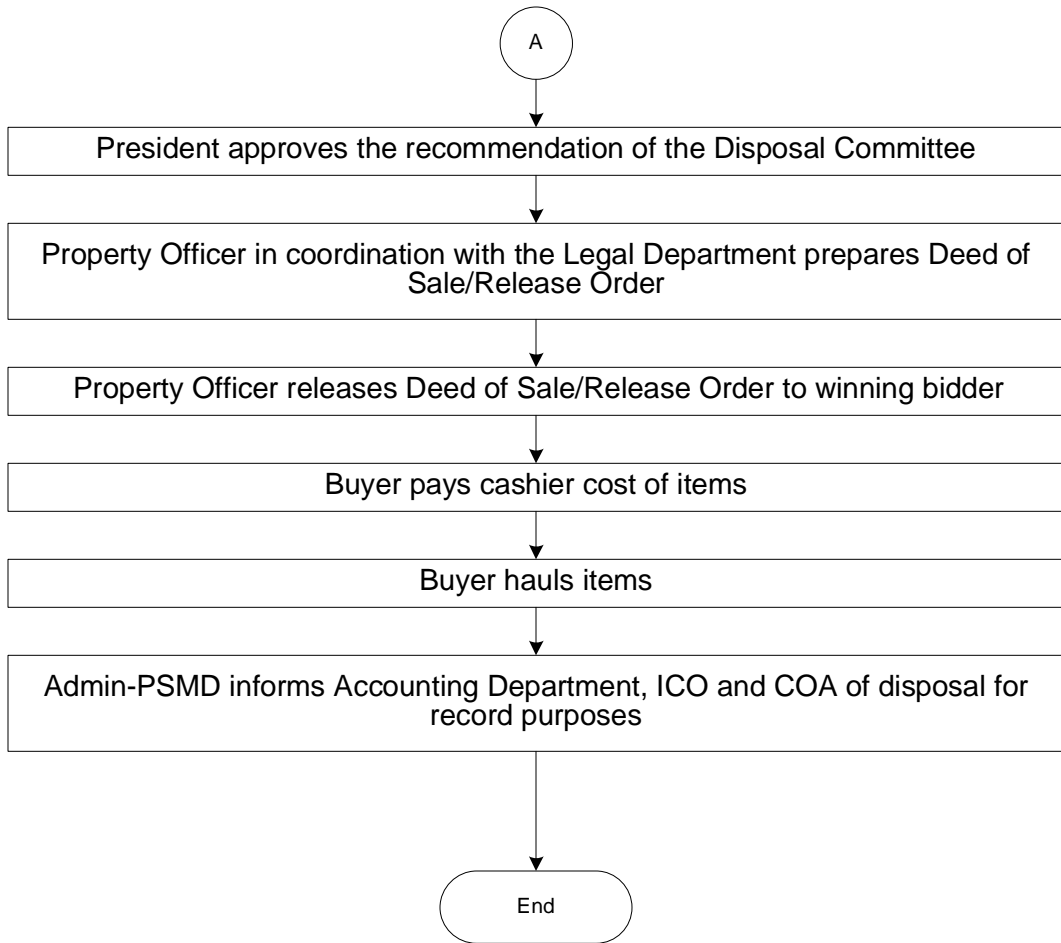 A
President approves the recommendation of the Disposal Committee
Property Officer in coordination with the Legal Department prepares Deed of
Sale/Release Order
Property Officer releases Deed of Sale/Release Order to winning bidder
Buyer pays cashier cost of items
Buyer hauls items
Admin-PSMD informs Accounting Department, ICO and COA of disposal for
record purposes
End